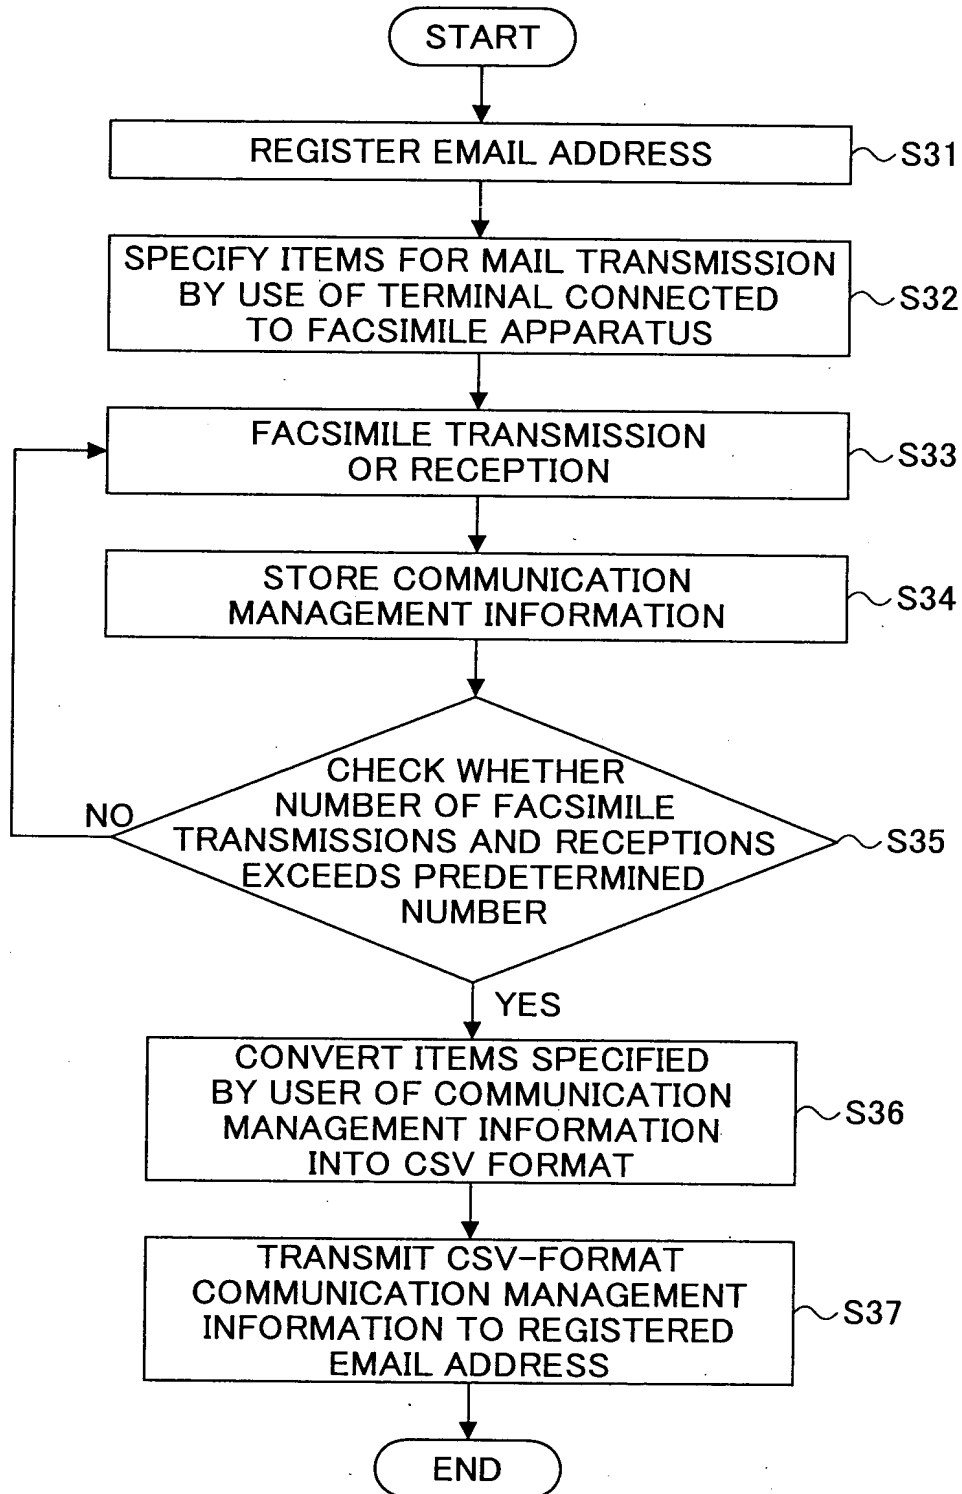 START
REGISTER EMAIL ADDRESS
S31
SPECIFY ITEMS FOR MAIL TRANSMISSION
BY USE OF TERMINAL CONNECTED
TO FACSIMILE APPARATUS
S32
FACSIMILE TRANSMISSION
OR RECEPTION
S33
STORE COMMUNICATION
MANAGEMENT INFORMATION
S34
CHECK WHETHER
NUMBER OF FACSIMILE
TRANSMISSIONS AND RECEPTIONS
EXCEEDS PREDETERMINED
NUMBER
S35
NO
YES
CONVERT ITEMS SPECIFIED
BY USER OF COMMUNICATION
MANAGEMENT INFORMATION
INTO CSV FORMAT
S36
TRANSMIT CSV-FORMAT
COMMUNICATION MANAGEMENT
INFORMATION TO REGISTERED
EMAIL ADDRESS
S37
END